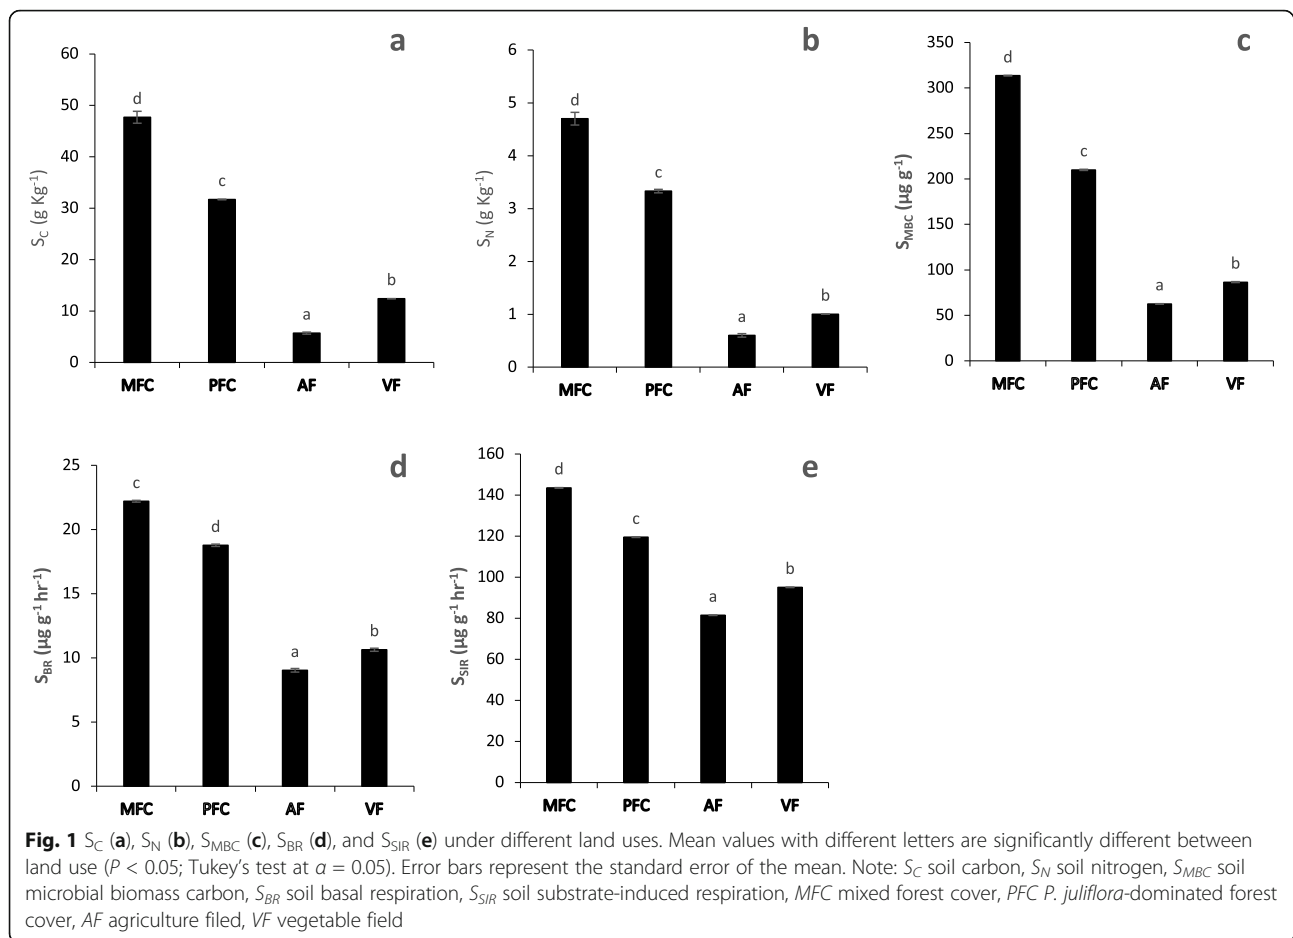 a
60
50
40
30
20
10
0
S_C (g Kg⁻¹)
d
c
a
b
MFC PFC AF VF
b
6
5
4
3
2
1
0
S_N (g Kg⁻¹)
d
c
a
b
MFC PFC AF VF
c
350
300
250
200
150
100
50
0
S_MBC (µg g⁻¹)
d
c
a
b
MFC PFC AF VF
d
25
20
15
10
5
0
S_BR (µg g⁻¹ hr⁻¹)
c
d
a
b
MFC PFC AF VF
e
160
140
120
100
80
60
40
20
0
S_SIR (µg g⁻¹ hr⁻¹)
d
c
a
b
MFC PFC AF VF
Fig. 1 S_C (a), S_N (b), S_MBC (c), S_BR (d), and S_SIR (e) under different land uses. Mean values with different letters are significantly different between
land use (P < 0.05; Tukey’s test at α = 0.05). Error bars represent the standard error of the mean. Note: S_C soil carbon, S_N soil nitrogen, S_MBC soil
microbial biomass carbon, S_BR soil basal respiration, S_SIR soil substrate-induced respiration, MFC mixed forest cover, PFC P. juliflora-dominated forest
cover, AF agriculture filed, VF vegetable field